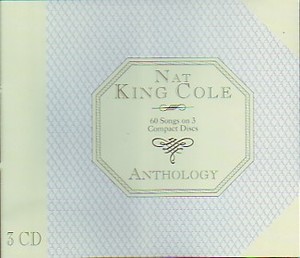 NAT
KING COLE
60 Songs on 3
Compact Discs
ANTHOLOGY
3 CD